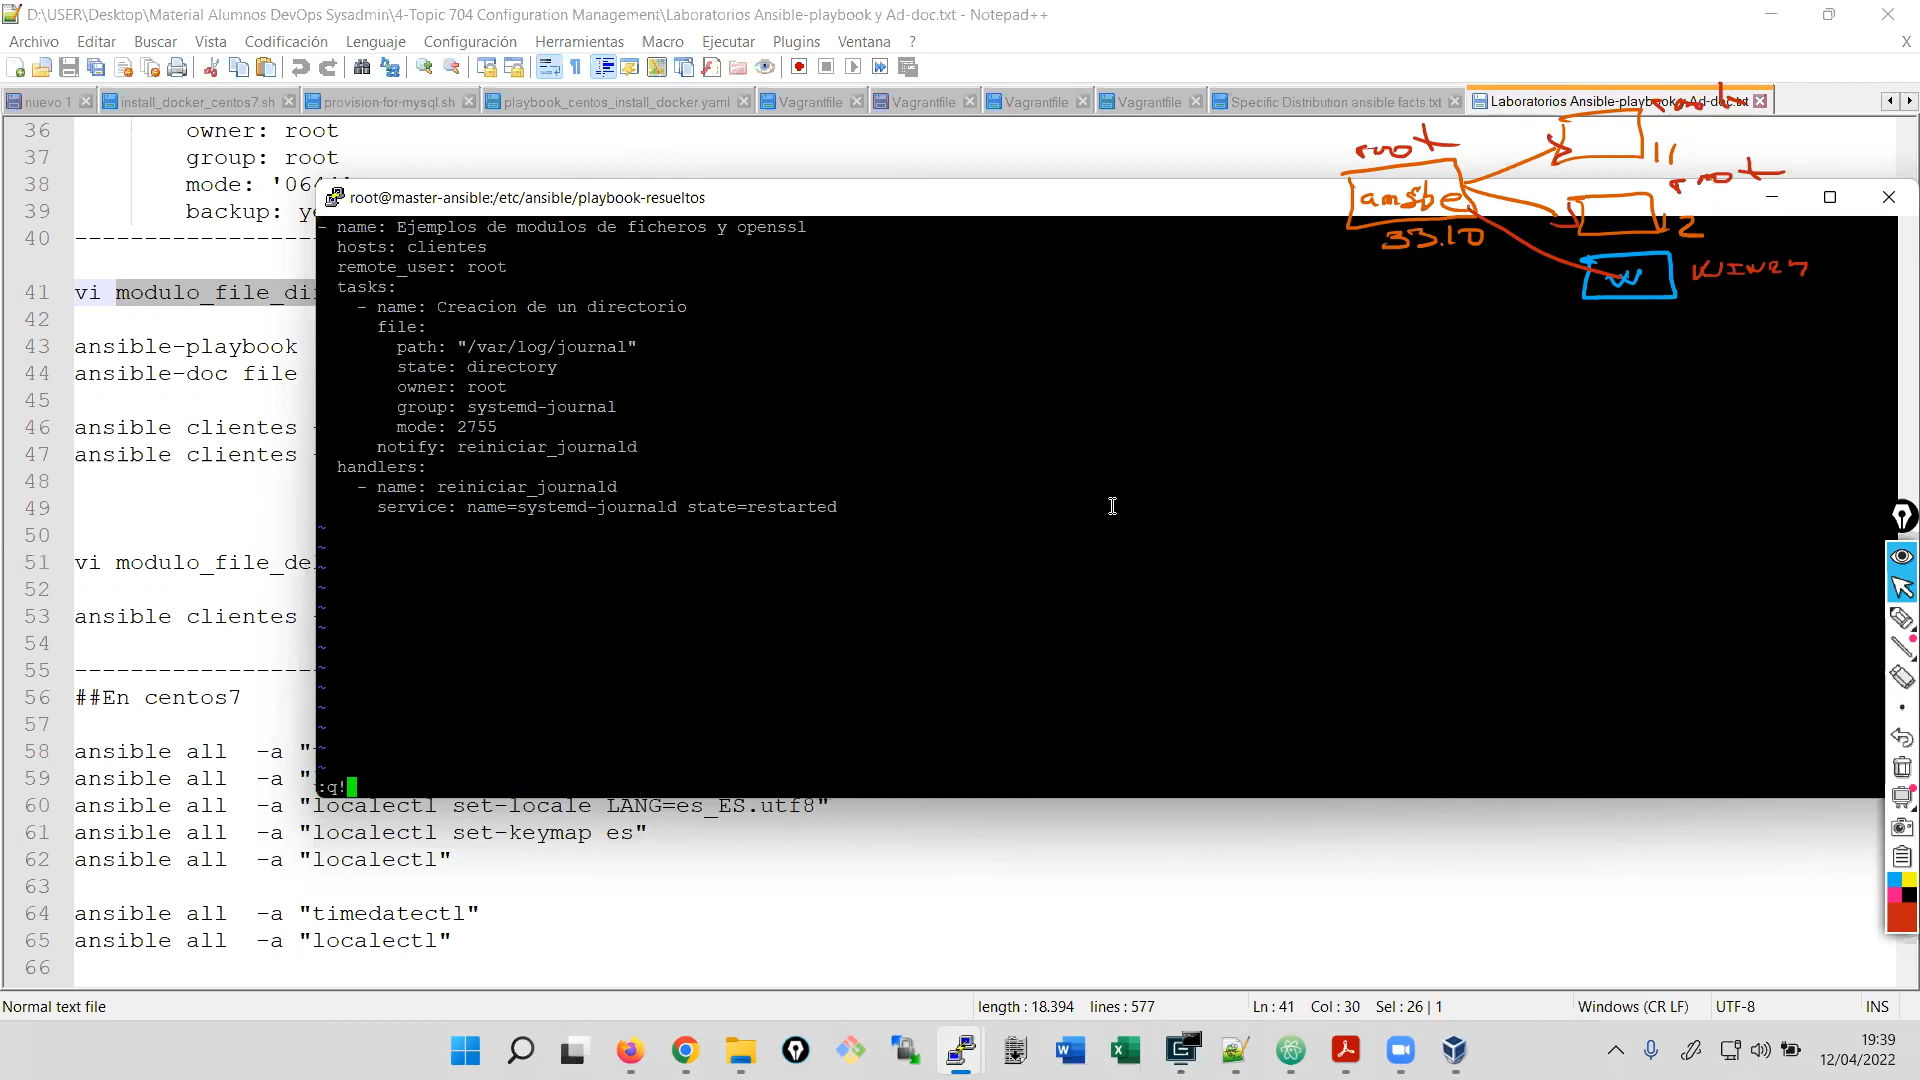 D:\USER\Desktop\Material Alumnos DevOps Sysadmin\4-Topic 704 Configuration Management\Laboratorios Ansible-playbook y Ad-doc.txt - Notepad++
Archivo Editar Buscar Vista Codificación Lenguaje Configuración Herramientas Macro Ejecutar Plugins Ventana ? X
nuevo 1 install_docker_centos7.sh provision-for-mysql.sh playbook_centos_install_docker.yaml Vagrantfile Vagrantfile Vagrantfile Vagrantfile Specific Distribution ansible facts.txt Laboratorios Ansible-playbook y Ad-doc.txt
36 owner: root
37 group: root
38 mode: '064
39 backup: ye
40 --------------------
41 vi modulo_file_di
42
43 ansible-playbook
44 ansible-doc file
45
46 ansible clientes
47 ansible clientes
48
49
50
51 vi modulo_file_de
52
53 ansible clientes
54
55 --------------------
56 ##En centos7
57
58 ansible all -a "
59 ansible all -a "
60 ansible all -a "localectl set-locale LANG=es_ES.utf8"
61 ansible all -a "localectl set-keymap es"
62 ansible all -a "localectl"
63
64 ansible all -a "timedatectl"
65 ansible all -a "localectl"
66
root@master-ansible:/etc/ansible/playbook-resueltos
- name: Ejemplos de modulos de ficheros y openssl
hosts: clientes
remote_user: root
tasks:
- name: Creacion de un directorio
file:
path: "/var/log/journal"
state: directory
owner: root
group: systemd-journal
mode: 2755
notify: reiniciar_journald
handlers:
- name: reiniciar_journald
service: name=systemd-journald state=restarted
~
~
~
~
~
~
~
~
~
~
~
~
~
:q!
root
root
11
ansbe
33.10
root
12
W
Normal text file length : 18.394 lines : 577 Ln : 41 Col : 30 Sel : 26 | 1 Windows (CR LF) UTF-8 INS
19:39
12/04/2022